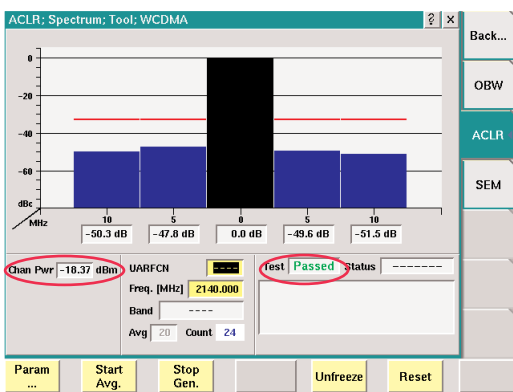 ACLR; Spectrum; Tool; WCDMA ? ×
Back...
OBW
ACLR
SEM
0
-20
-40
-60
dBc
MHz
10 5 0 5 10
-50.3 dB -47.8 dB 0.0 dB -49.6 dB -51.5 dB
Chan Pwr -18.37 dBm
UARFCN ----
Freq. [MHz] 2140.000
Band ----
Avg 20 Count 24
Test Passed Status -------
Param ...
Start Avg.
Stop Gen.
Unfreeze
Reset